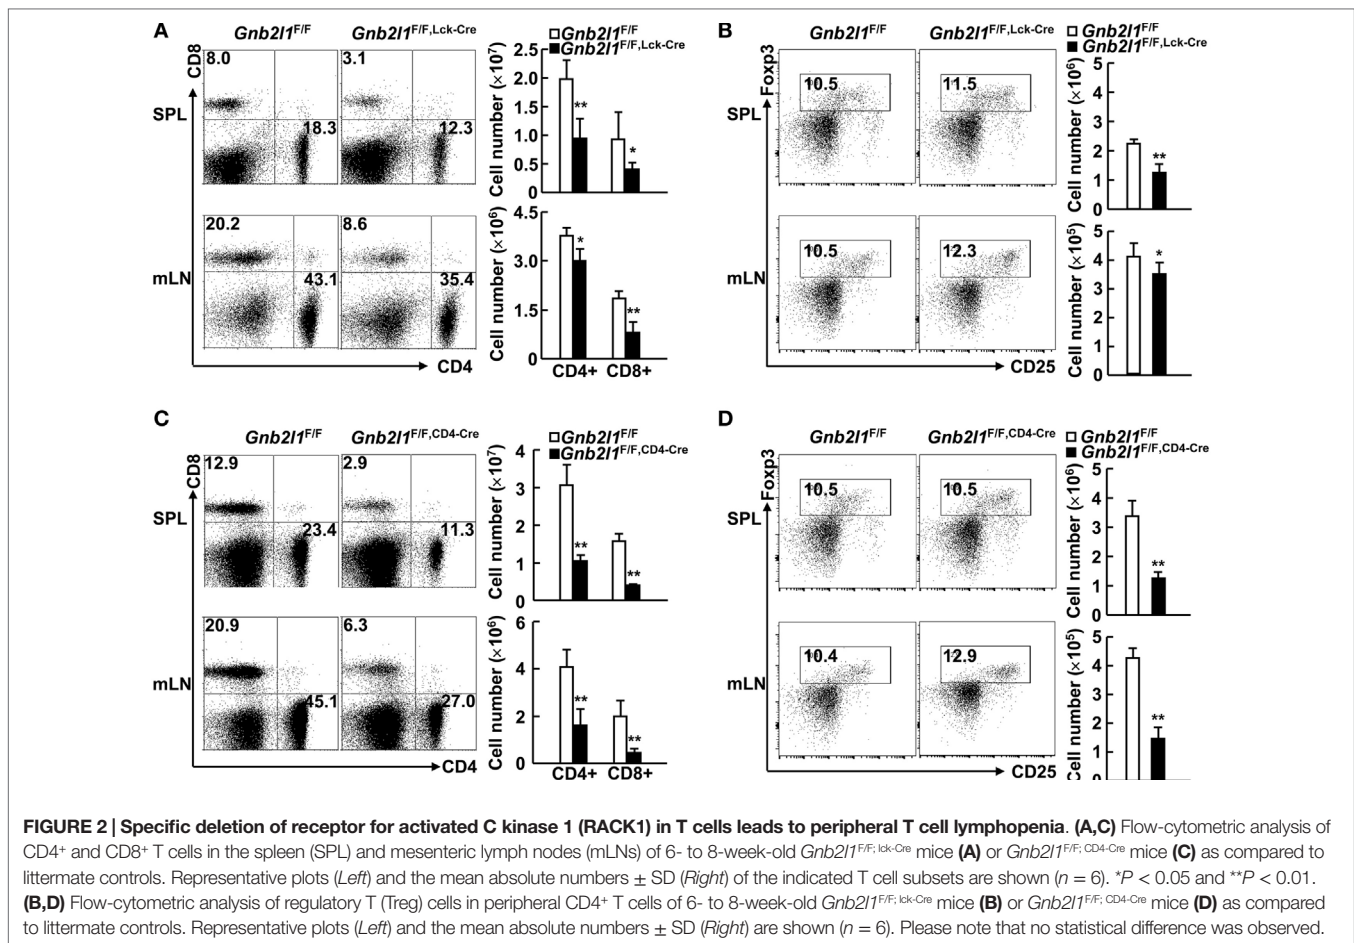 A
Gnb2l1F/F
Gnb2l1F/F,Lck-Cre
Gnb2l1F/F
Gnb2l1F/F,Lck-Cre
CD8
8.0
3.1
SPL
18.3
12.3
20.2
8.6
mLN
43.1
35.4
CD4
Cell number (×10⁷)
2.5
2.0
1.5
1.0
0.5
0
**
*
Cell number (×10⁶)
4.5
3.0
1.5
0
*
**
CD4+ CD8+
B
Gnb2l1F/F
Gnb2l1F/F,Lck-Cre
Gnb2l1F/F
Gnb2l1F/F,Lck-Cre
Foxp3
10.5
11.5
SPL
10.5
12.3
mLN
CD25
Cell number (×10⁶)
5
4
3
2
1
0
**
Cell number (×10⁵)
5
4
3
2
1
0
*
C
Gnb2l1F/F
Gnb2l1F/F,CD4-Cre
Gnb2l1F/F
Gnb2l1F/F,CD4-Cre
CD8
12.9
2.9
SPL
23.4
11.3
20.9
6.3
mLN
45.1
27.0
CD4
Cell number (×10⁷)
4
3
2
1
0
**
**
Cell number (×10⁶)
6
4
2
0
**
**
CD4+ CD8+
D
Gnb2l1F/F
Gnb2l1F/F,CD4-Cre
Gnb2l1F/F
Gnb2l1F/F,CD4-Cre
Foxp3
10.5
10.5
SPL
10.4
12.9
mLN
CD25
Cell number (×10⁶)
5
4
3
2
1
0
**
Cell number (×10⁵)
5
4
3
2
1
0
**
FIGURE 2 | Specific deletion of receptor for activated C kinase 1 (RACK1) in T cells leads to peripheral T cell lymphopenia. (A,C) Flow-cytometric analysis of
CD4⁺ and CD8⁺ T cells in the spleen (SPL) and mesenteric lymph nodes (mLNs) of 6- to 8-week-old Gnb2l1F/F; lck-Cre mice (A) or Gnb2l1F/F; CD4-Cre mice (C) as compared to
littermate controls. Representative plots (Left) and the mean absolute numbers ± SD (Right) of the indicated T cell subsets are shown (n = 6). *P < 0.05 and **P < 0.01.
(B,D) Flow-cytometric analysis of regulatory T (Treg) cells in peripheral CD4⁺ T cells of 6- to 8-week-old Gnb2l1F/F; lck-Cre mice (B) or Gnb2l1F/F; CD4-Cre mice (D) as compared
to littermate controls. Representative plots (Left) and the mean absolute numbers ± SD (Right) are shown (n = 6). Please note that no statistical difference was observed.